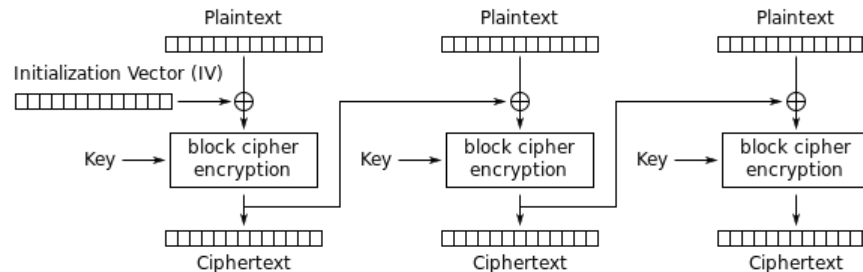 Plaintext
Plaintext
Plaintext
Initialization Vector (IV)
Key
block cipher
encryption
Key
block cipher
encryption
Key
block cipher
encryption
Ciphertext
Ciphertext
Ciphertext